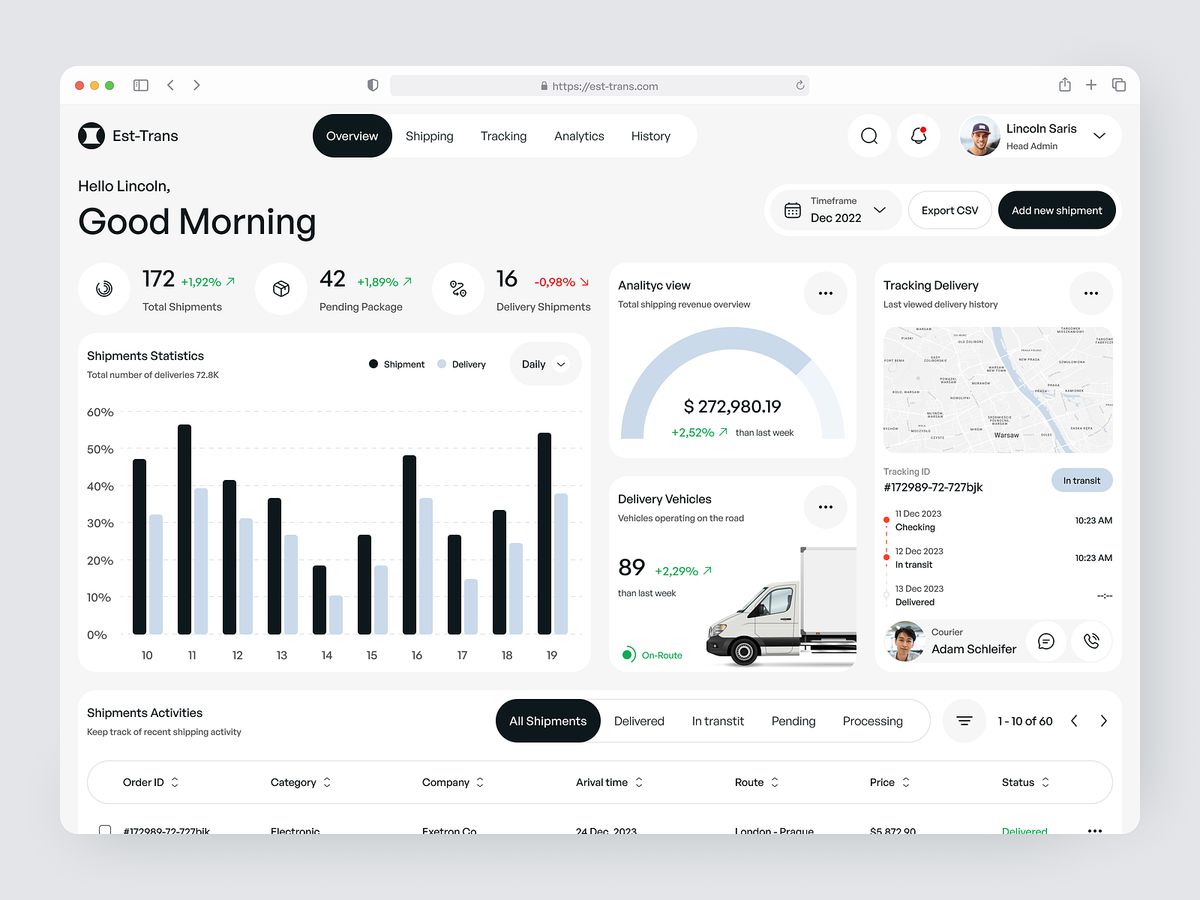 https://est-trans.com
Est-Trans
Overview
Shipping
Tracking
Analytics
History
Lincoln Saris
Head Admin
Hello Lincoln,
Good Morning
Timeframe
Dec 2022
Export CSV
Add new shipment
172 +1,92%
Total Shipments
42 +1,89%
Pending Package
16 -0,98%
Delivery Shipments
Shipments Statistics
Total number of deliveries 72.8K
Shipment
Delivery
Daily
60%
50%
40%
30%
20%
10%
0%
10 11 12 13 14 15 16 17 18 19
Analityc view
Total shipping revenue overview
$ 272,980.19
+2,52% than last week
Delivery Vehicles
Vehicles operating on the road
89 +2,29%
than last week
On-Route
Tracking Delivery
Last viewed delivery history
Warsaw
Tracking ID
#172989-72-727bjk
In transit
11 Dec 2023
Checking
10:23 AM
12 Dec 2023
In transit
10:23 AM
13 Dec 2023
Delivered
--:--
Courier
Adam Schleifer
Shipments Activities
Keep track of recent shipping activity
All Shipments
Delivered
In transtit
Pending
Processing
1 - 10 of 60
Order ID
Category
Company
Arival time
Route
Price
Status
#172989-72-727bjk
Electronic
Exetron Co
24 Dec, 2023
London - Prague
$5,872.90
Delivered